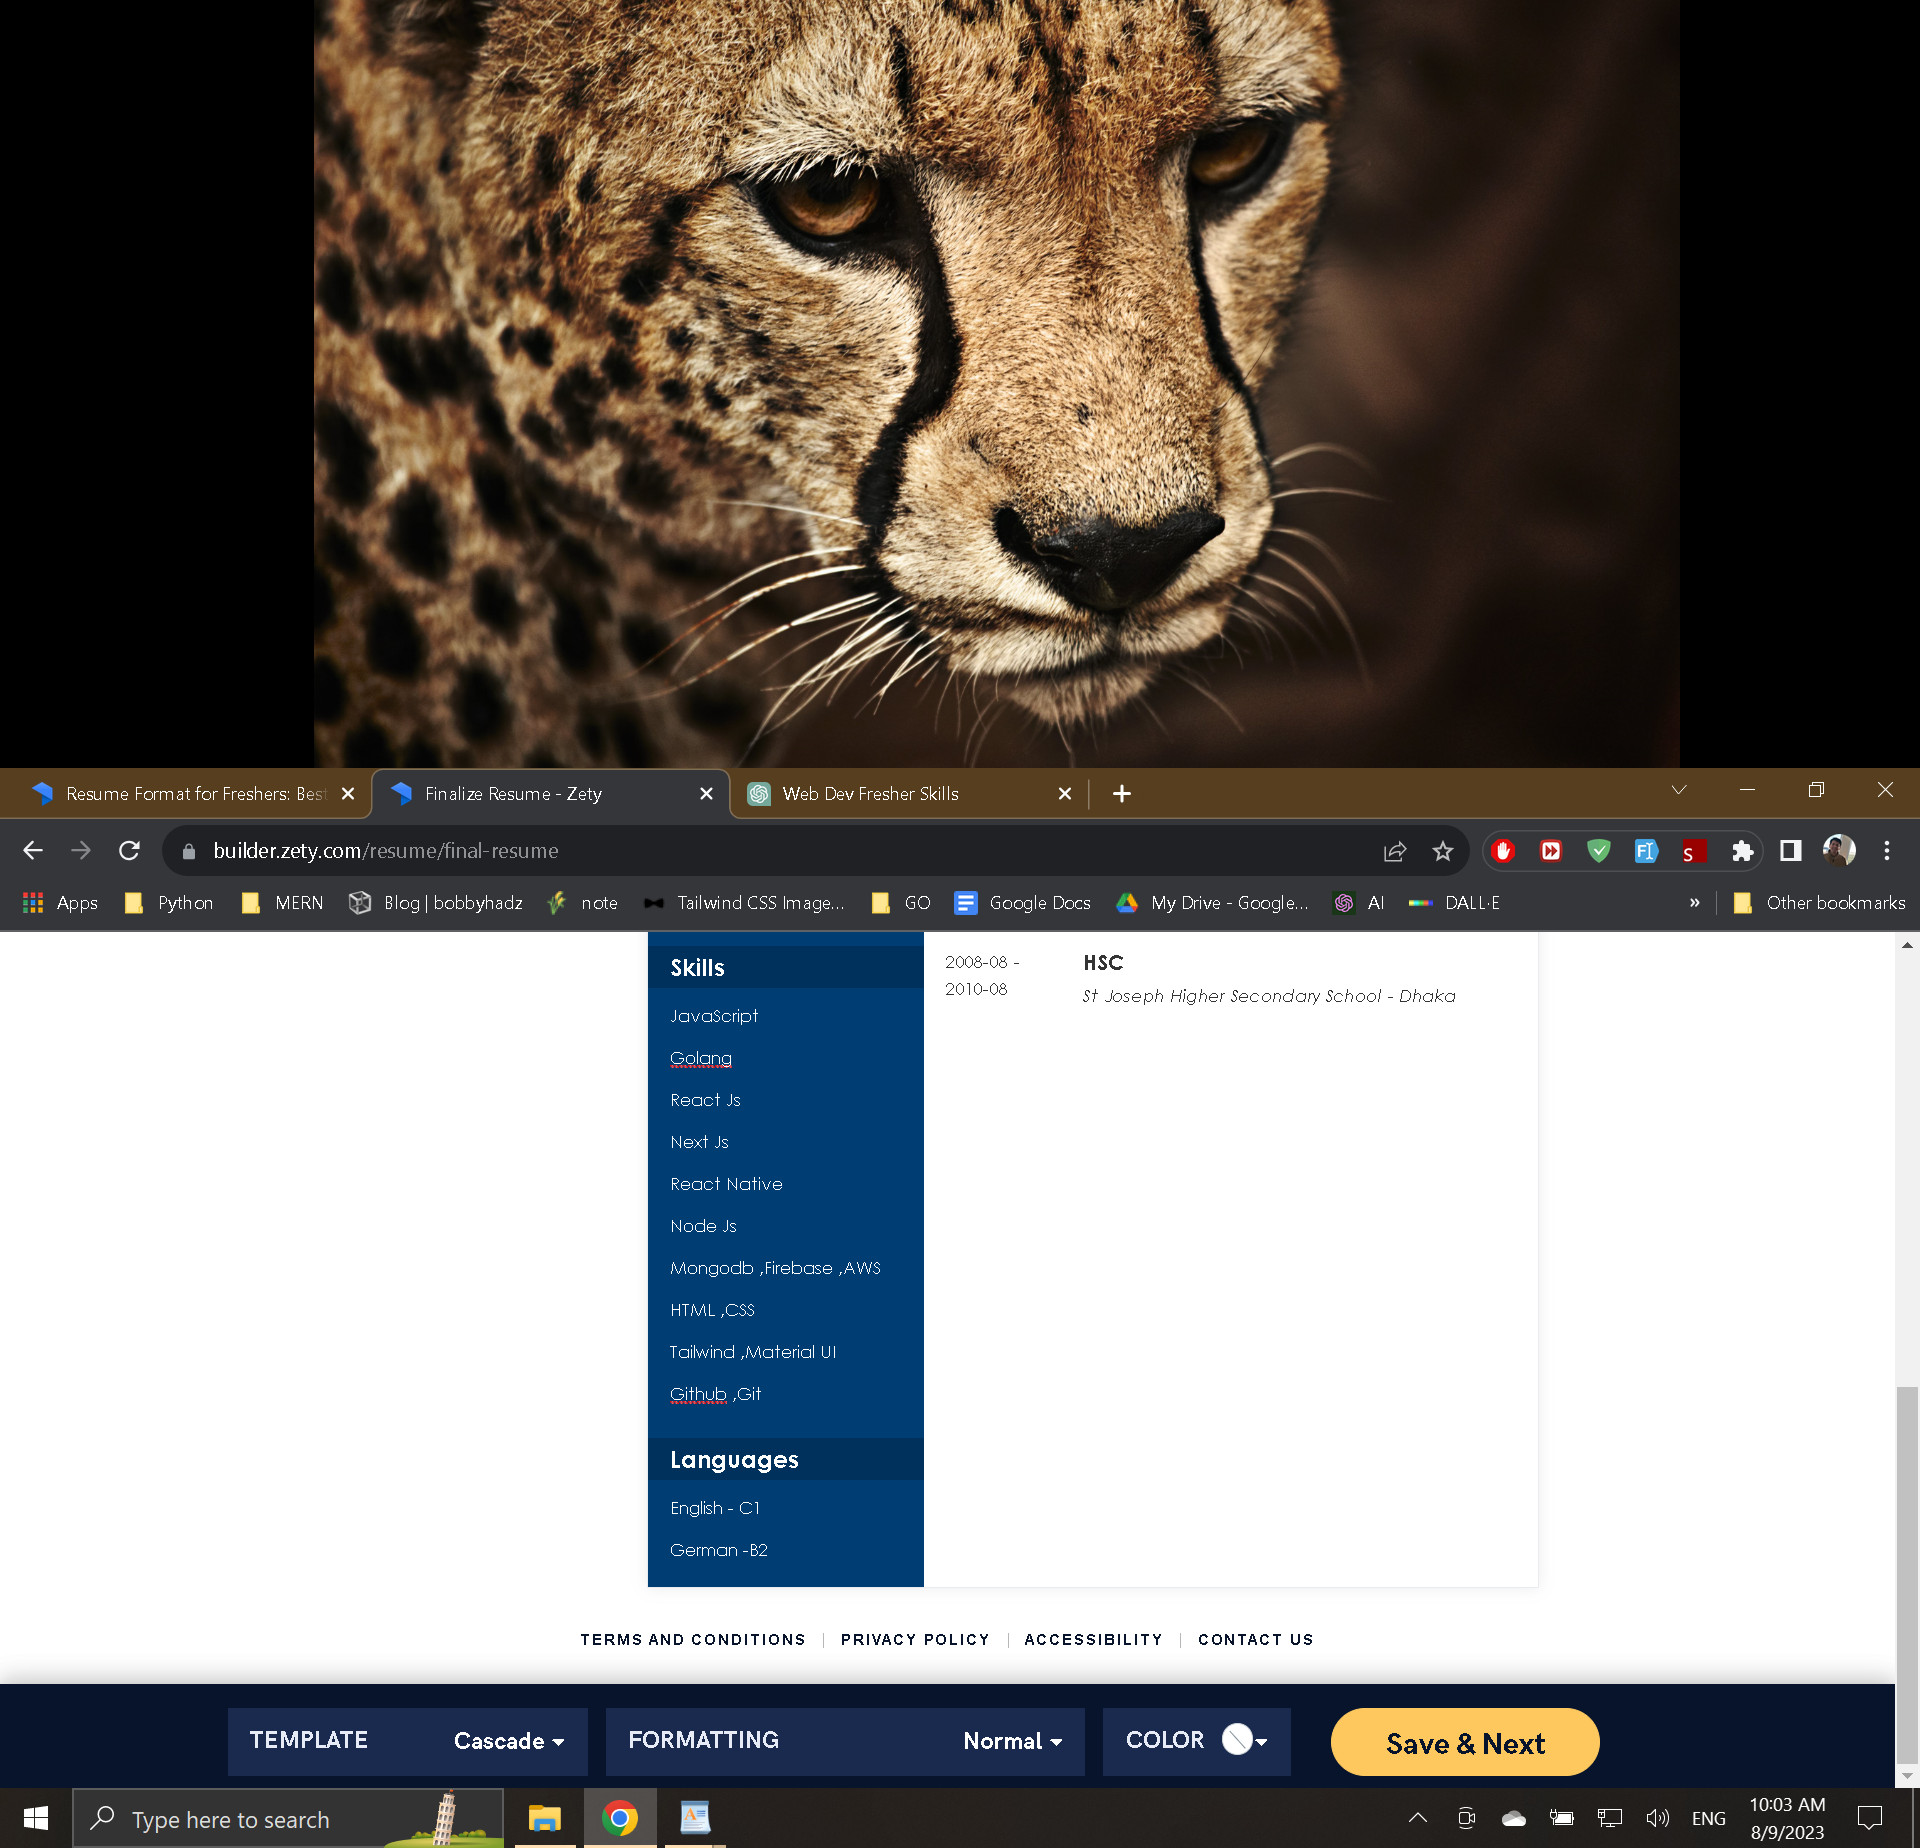 Resume Format for Freshers: Best
Finalize Resume - Zety
Web Dev Fresher Skills
builder.zety.com/resume/final-resume
Apps
Python
MERN
Blog | bobbyhadz
note
Tailwind CSS Image...
GO
Google Docs
My Drive - Google...
AI
DALL·E
»
Other bookmarks
Skills
JavaScript
Golang
React Js
Next Js
React Native
Node Js
Mongodb ,Firebase ,AWS
HTML ,CSS
Tailwind ,Material UI
Github ,Git
Languages
English - C1
German -B2
2008-08 -
2010-08
HSC
St Joseph Higher Secondary School - Dhaka
TERMS AND CONDITIONS | PRIVACY POLICY | ACCESSIBILITY | CONTACT US
TEMPLATE Cascade
FORMATTING Normal
COLOR
Save & Next
Type here to search
ENG
10:03 AM
8/9/2023